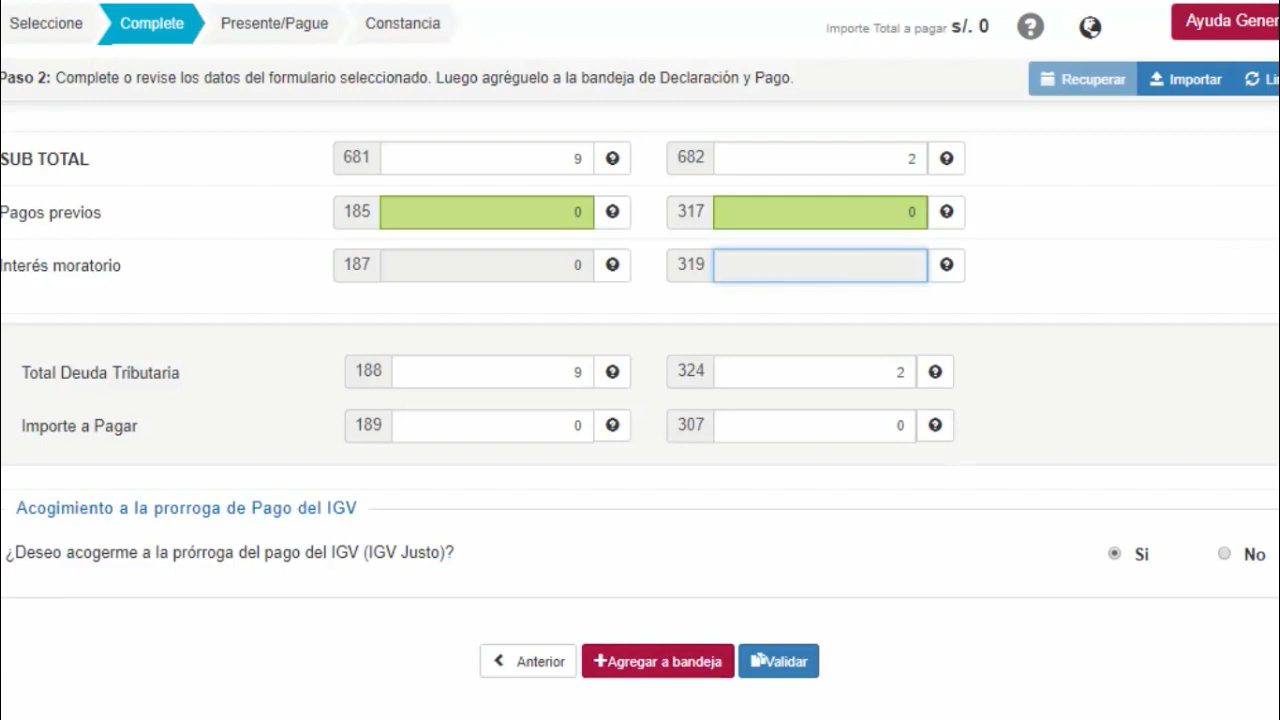 Seleccione Complete Presente/Pague Constancia Importe Total a pagar s/. 0 ? Ayuda Gener
Paso 2: Complete o revise los datos del formulario seleccionado. Luego agréguelo a la bandeja de Declaración y Pago. Recuperar Importar Li
SUB TOTAL 681 9 ? 682 2 ?
Pagos previos 185 0 ? 317 0 ?
Interés moratorio 187 0 ? 319 ?
Total Deuda Tributaria 188 9 ? 324 2 ?
Importe a Pagar 189 0 ? 307 0 ?
Acogimiento a la prorroga de Pago del IGV
¿Deseo acogerme a la prórroga del pago del IGV (IGV Justo)? Si No
Anterior +Agregar a bandeja Validar